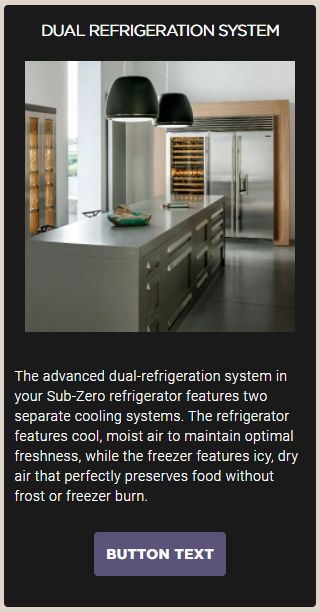 DUAL REFRIGERATION SYSTEM
The advanced dual-refrigeration system in
your Sub-Zero refrigerator features two
separate cooling systems. The refrigerator
features cool, moist air to maintain optimal
freshness, while the freezer features icy, dry
air that perfectly preserves food without
frost or freezer burn.
BUTTON TEXT